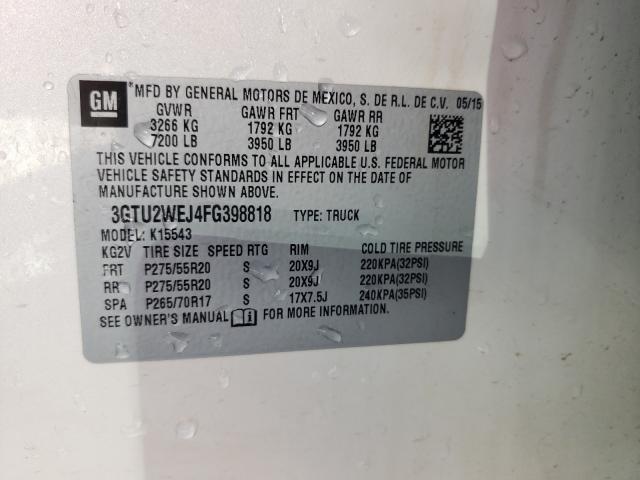 GM *MFD BY GENERAL MOTORS DE MEXICO, S. DE R.L. DE C.V. 05/15
GVWR GAWR FRT GAWR RR
3266 KG 1792 KG 1792 KG
7200 LB 3950 LB 3950 LB
THIS VEHICLE CONFORMS TO ALL APPLICABLE U.S. FEDERAL MOTOR
VEHICLE SAFETY STANDARDS IN EFFECT ON THE DATE OF
MANUFACTURE SHOWN ABOVE.
3GTU2WEJ4FG398818 TYPE: TRUCK
MODEL: K15543
KG2V TIRE SIZE SPEED RTG RIM COLD TIRE PRESSURE
FRT P275/55R20 S 20X9J 220KPA(32PSI)
RR P275/55R20 S 20X9J 220KPA(32PSI)
SPA P265/70R17 S 17X7.5J 240KPA(35PSI)
SEE OWNER'S MANUAL FOR MORE INFORMATION.